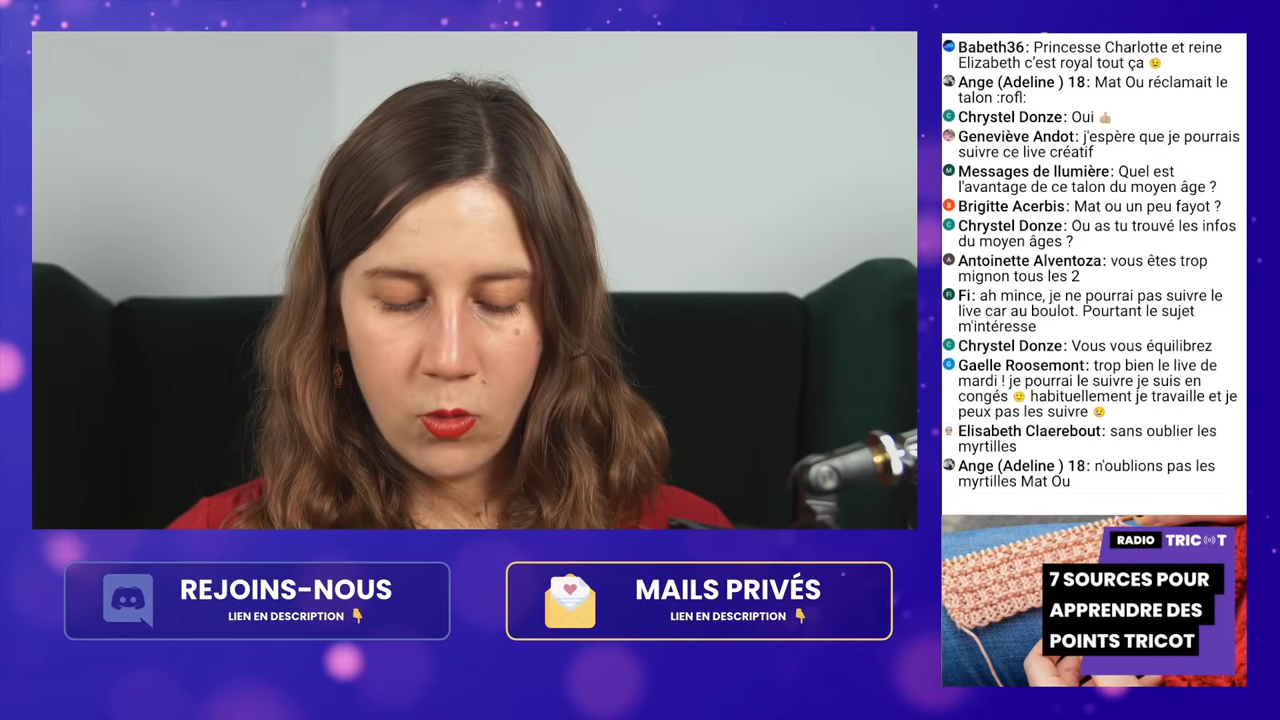 Babeth36: Princesse Charlotte et reine
Elizabeth c'est royal tout ça 😉
Ange (Adeline ) 18: Mat Ou réclamait le
talon :rofl:
Chrystel Donze: Oui 👍🏼
Geneviève Andot: j'espère que je pourrais
suivre ce live créatif
Messages de llumière: Quel est
l'avantage de ce talon du moyen âge ?
Brigitte Acerbis: Mat ou un peu fayot ?
Chrystel Donze: Ou as tu trouvé les infos
du moyen âges ?
Antoinette Alventoza: vous êtes trop
mignon tous les 2
Fi: ah mince, je ne pourrai pas suivre le
live car au boulot. Pourtant le sujet
m'intéresse
Chrystel Donze: Vous vous équilibrez
Gaelle Roosemont: trop bien le live de
mardi ! je pourrai le suivre je suis en
congés 🙂 habituellement je travaille et je
peux pas les suivre 😢
Elisabeth Claerebout: sans oublier les
myrtilles
Ange (Adeline ) 18: n'oublions pas les
myrtilles Mat Ou
RADIO TRICOT
7 SOURCES POUR
APPRENDRE DES
POINTS TRICOT
REJOINS-NOUS
LIEN EN DESCRIPTION 👇
MAILS PRIVÉS
LIEN EN DESCRIPTION 👇